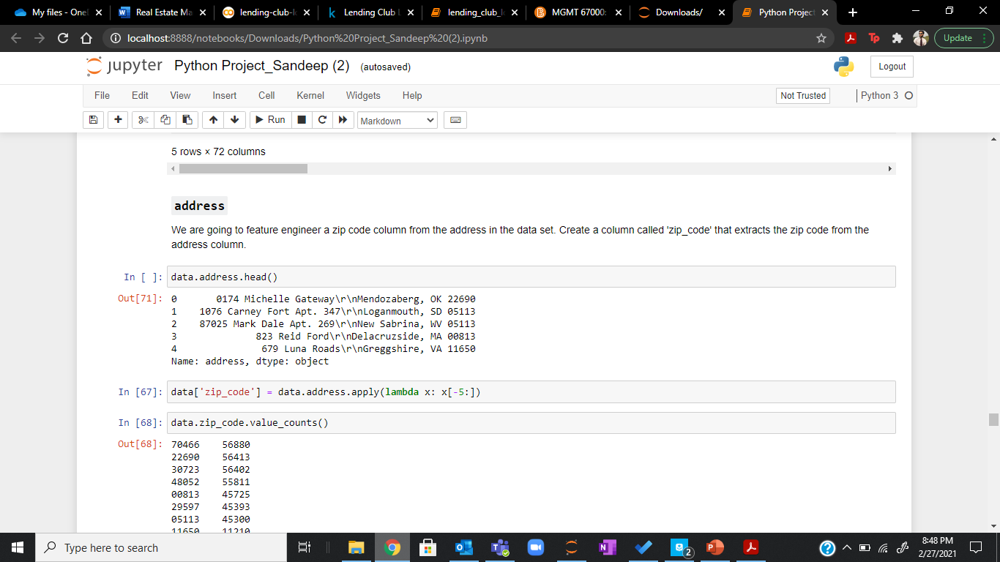 My files - OneD
Real Estate Ma
lending-club-lo
Lending Club L
lending_club_lo
MGMT 67000:
Downloads/
Python Project
localhost:8888/notebooks/Downloads/Python%20Project_Sandeep%20(2).ipynb
Tp
Update
jupyter
Python Project_Sandeep (2)
(autosaved)
Logout
File
Edit
View
Insert
Cell
Kernel
Widgets
Help
Not Trusted
Python 3
Run
Markdown
5 rows × 72 columns
address
We are going to feature engineer a zip code column from the address in the data set. Create a column called 'zip_code' that extracts the zip code from the
address column.
In [ ]: data.address.head()
Out[71]: 0 0174 Michelle Gateway\r\nMendozaberg, OK 22690
1 1076 Carney Fort Apt. 347\r\nLoganmouth, SD 05113
2 87025 Mark Dale Apt. 269\r\nNew Sabrina, WV 05113
3 823 Reid Ford\r\nDelacruzside, MA 00813
4 679 Luna Roads\r\nGreggshire, VA 11650
Name: address, dtype: object
In [67]: data['zip_code'] = data.address.apply(lambda x: x[-5:])
In [68]: data.zip_code.value_counts()
Out[68]: 70466 56880
22690 56413
30723 56402
48052 55811
00813 45725
29597 45393
05113 45300
11650 11210
Type here to search
2
8:48 PM
2/27/2021